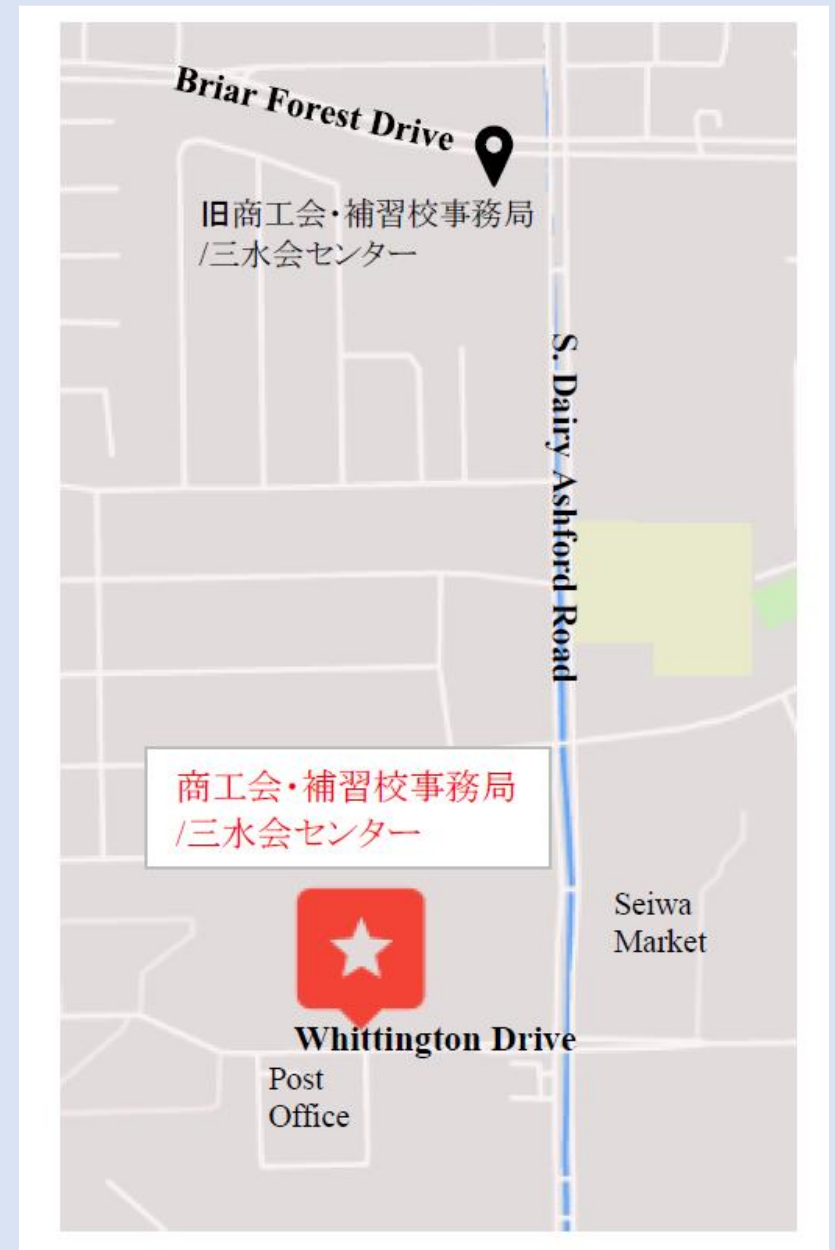 Briar Forest Drive
旧商工会・補習校事務局
/三水会センター
S. Dairy Ashford Road
商工会・補習校事務局
/三水会センター
Seiwa
Market
Whittington Drive
Post
Office